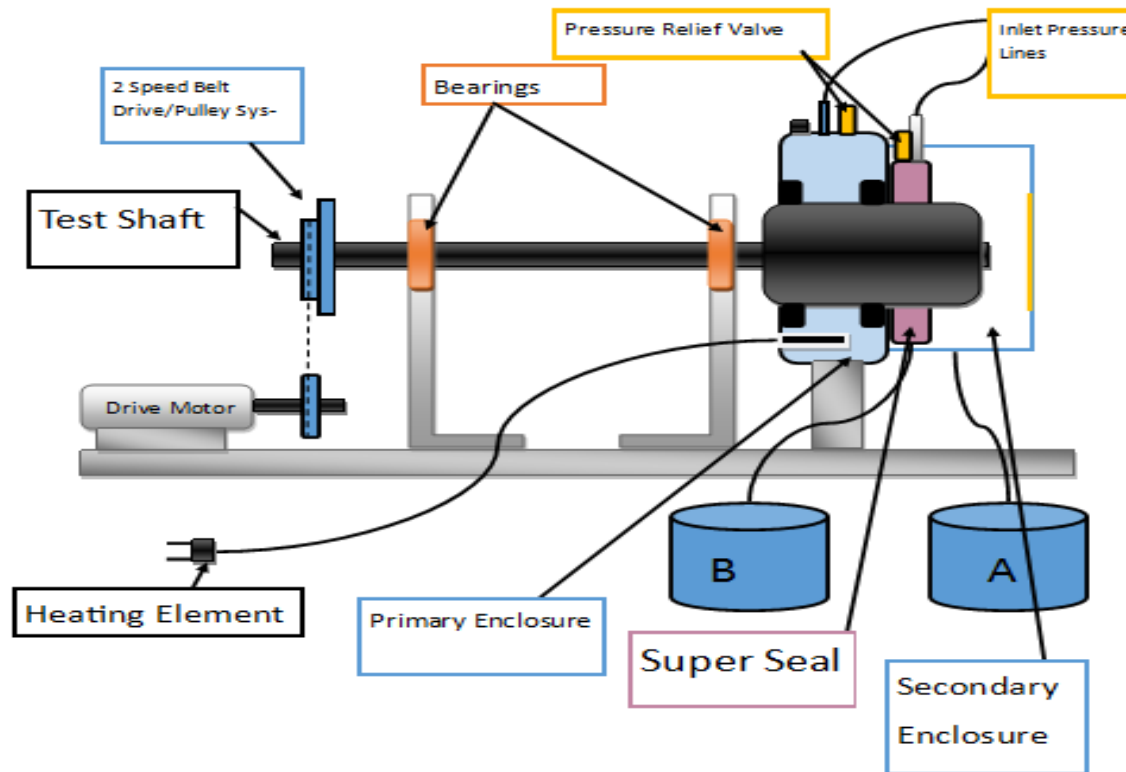 Pressure Relief Valve
Inlet Pressure
Lines
2 Speed Belt
Drive/Pulley Sys-
Bearings
Test Shaft
Drive Motor
B
A
Heating Element
Primary Enclosure
Super Seal
Secondary
Enclosure